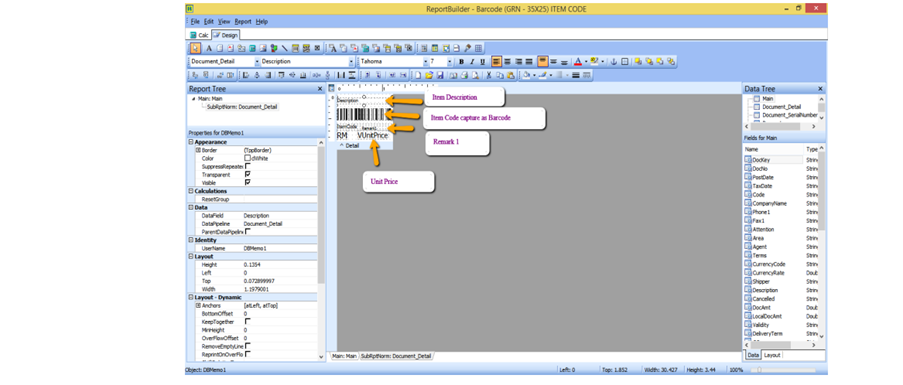 ReportBuilder - Barcode (GRN - 35X25) ITEM CODE
File Edit View Report Help
Calc Design
Document_Detail Description Tahoma 7
Report Tree
Main: Main
SubRptNorm: Document_Detail
Properties for DBMemo1
Appearance
Border [TopBorder]
Color clWhite
SuppressRepeated
Transparent
Visible
Calculations
ResetGroup
Data
DataField Description
DataPipeline Document_Detail
ParentDataPipelin
Identity
UserName DBMemo1
Layout
Height 0.1354
Left 0
Top 0.072899997
Width 1.1979001
Layout - Dynamic
Anchors [atLeft, atTop]
BottomOffset 0
KeepTogether
MinHeight 0
OverFlowOffset 0
RemoveEmptyLine
ReprintOnOverFlo
Description
ItemCode Remark1
RM VUnitPrice
Detail
Item Description
Item Code capture as Barcode
Remark 1
Unit Price
Main: Main SubRptNorm: Document_Detail
Data Tree
Main
Document_Detail
Document_SerialNumber
Fields for Main
Name Type
DocKey Strin
DocNo Strin
PostDate Strin
TaxDate Strin
Code Strin
CompanyName Strin
Phone1 Strin
Fax1 Strin
Attention Strin
Area Strin
Agent Strin
Terms Strin
CurrencyCode Strin
CurrencyRate Doub
Shipper Strin
Description Strin
Cancelled Strin
DocAmt Doub
LocalDocAmt Doub
Validity Strin
DeliveryTerm Strin
Data Layout
Object: DBMemo1 Left: 0 Top: 1.852 Width: 30.427 Height: 3.44 100%